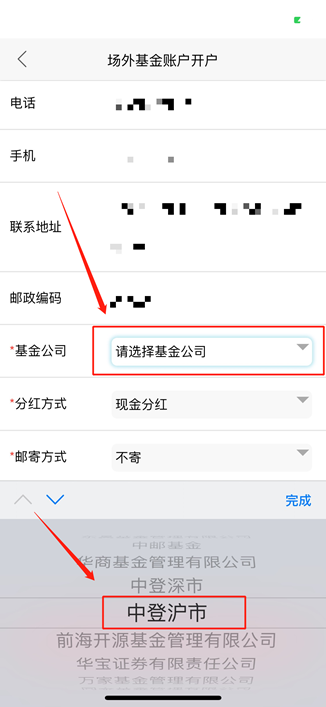 场外基金账户开户
电话
手机
联系地址
邮政编码
*基金公司 请选择基金公司
*分红方式 现金分红
*邮寄方式 不寄
完成
中邮基金
华商基金管理有限公司
中登深市
中登沪市
前海开源基金管理有限公司
华宝证券有限责任公司
万家基金管理有限公司